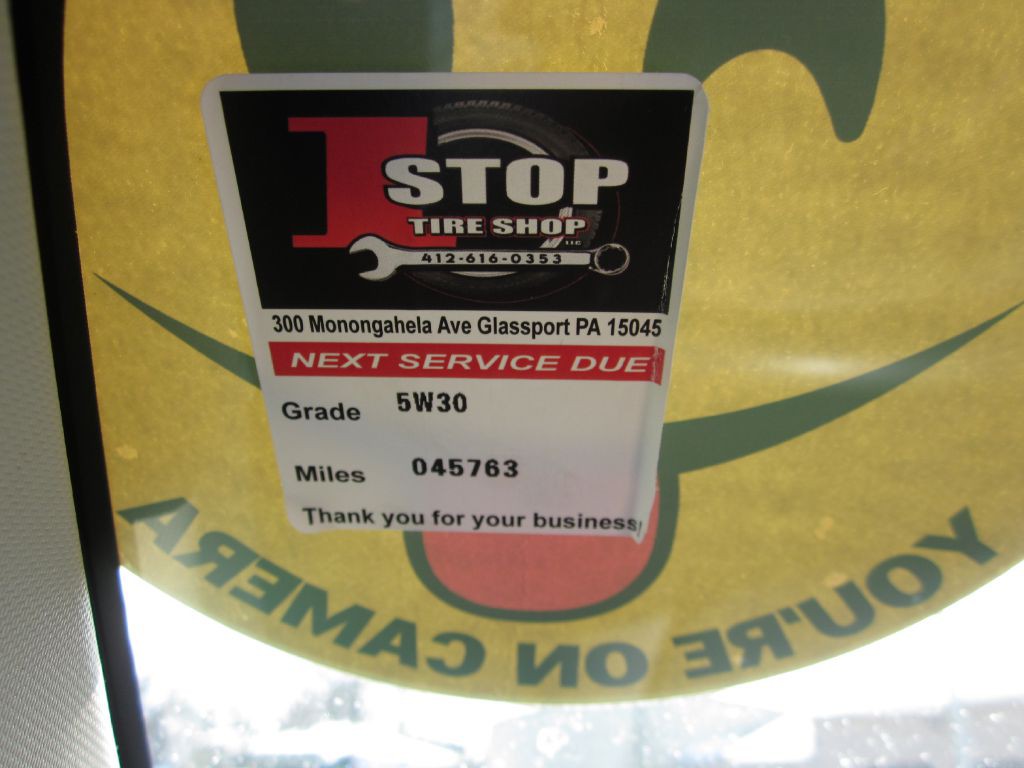 1 STOP
TIRE SHOP
LLC
412-616-0353
300 Monongahela Ave Glassport PA 15045
NEXT SERVICE DUE
Grade 5W30
Miles 045763
Thank you for your business!
YOU'RE ON CAMERA